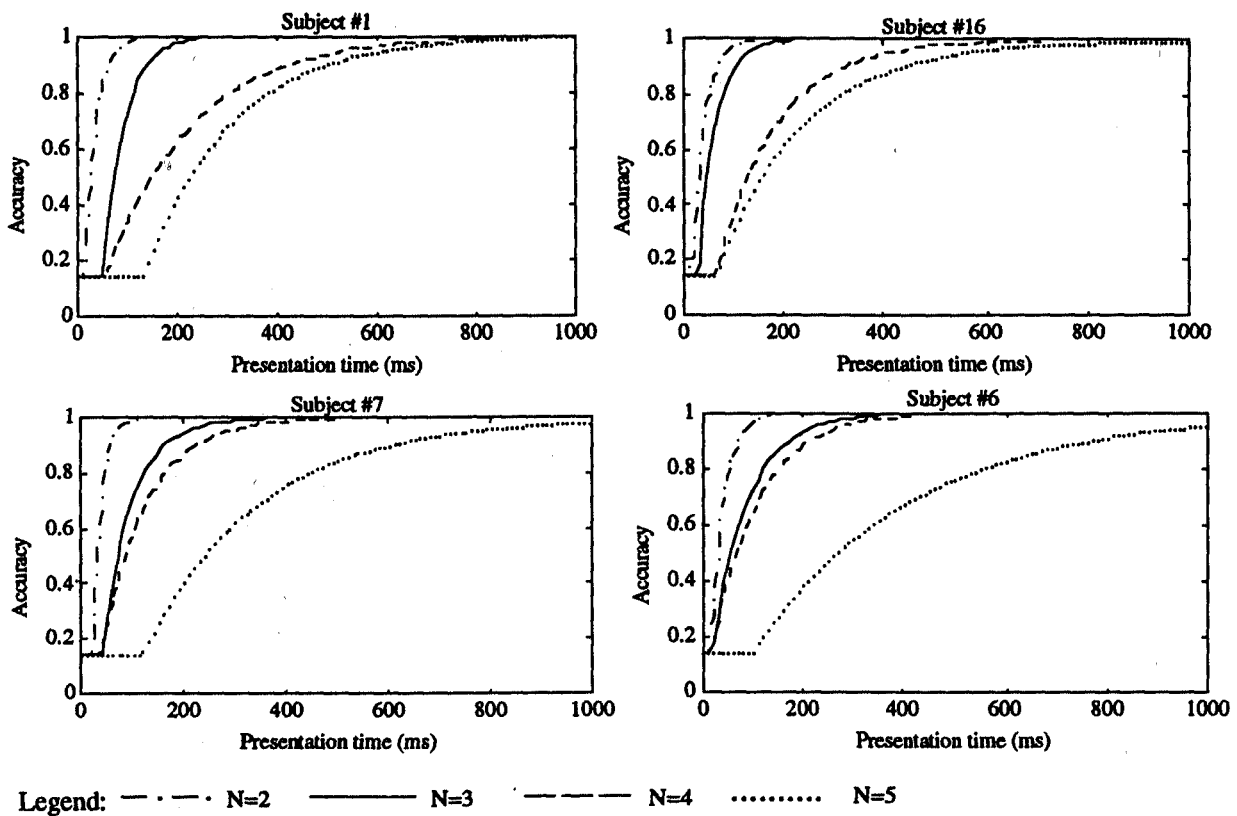 Subject #1
1
0.8
0.6
0.4
0.2
0
Accuracy
0 200 400 600 800 1000
Presentation time (ms)
Subject #16
1
0.8
0.6
0.4
0.2
0
Accuracy
0 200 400 600 800 1000
Presentation time (ms)
Subject #7
1
0.8
0.6
0.4
0.2
0
Accuracy
0 200 400 600 800 1000
Presentation time (ms)
Subject #6
1
0.8
0.6
0.4
0.2
0
Accuracy
0 200 400 600 800 1000
Presentation time (ms)
Legend: N=2 N=3 N=4 N=5